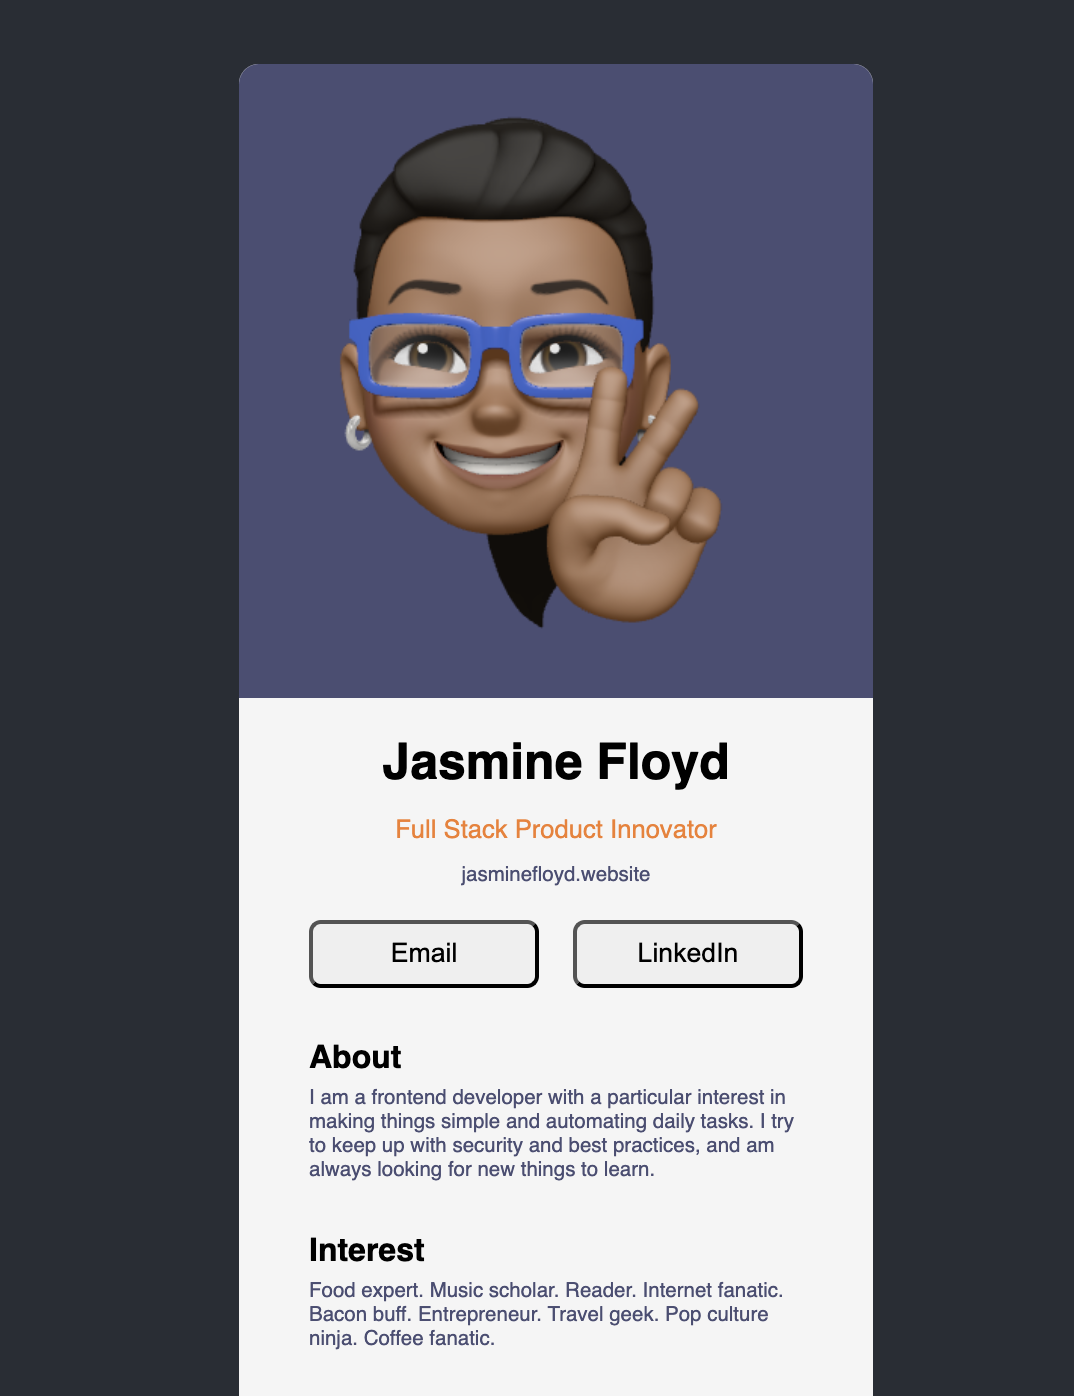 Jasmine Floyd
Full Stack Product Innovator
jasminefloyd.website
Email
LinkedIn
About
I am a frontend developer with a particular interest in
making things simple and automating daily tasks. I try
to keep up with security and best practices, and am
always looking for new things to learn.
Interest
Food expert. Music scholar. Reader. Internet fanatic.
Bacon buff. Entrepreneur. Travel geek. Pop culture
ninja. Coffee fanatic.